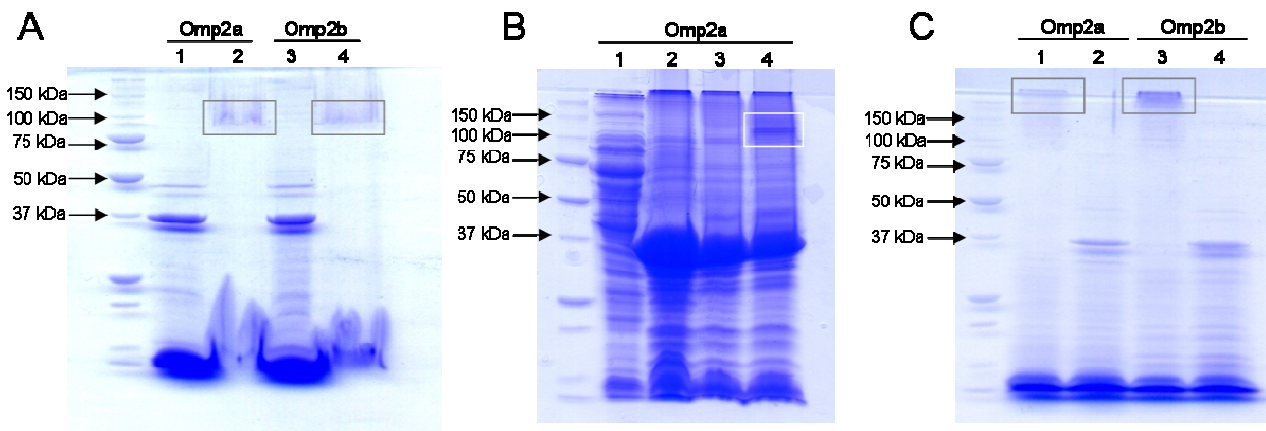 A
Omp2a Omp2b
1 2 3 4
150 kDa
100 kDa
75 kDa
50 kDa
37 kDa
B
Omp2a
1 2 3 4
150 kDa
100 kDa
75 kDa
50 kDa
37 kDa
C
Omp2a Omp2b
1 2 3 4
150 kDa
100 kDa
75 kDa
50 kDa
37 kDa